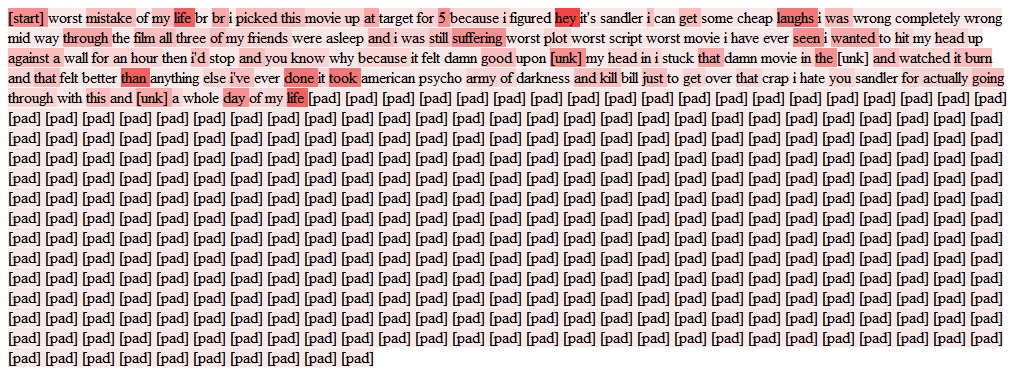 [start] worst mistake of my life br br i picked this movie up at target for 5 because i figured hey it's sandler i can get some cheap laughs i was wrong completely wrong
mid way through the film all three of my friends were asleep and i was still suffering worst plot worst script worst movie i have ever seen i wanted to hit my head up
against a wall for an hour then i'd stop and you know why because it felt damn good upon [unk] my head in i stuck that damn movie in the [unk] and watched it burn
and that felt better than anything else i've ever done it took american psycho army of darkness and kill bill just to get over that crap i hate you sandler for actually going
through with this and [unk] a whole day of my life [pad] [pad] [pad] [pad] [pad] [pad] [pad] [pad] [pad] [pad] [pad] [pad] [pad] [pad] [pad] [pad] [pad] [pad] [pad]
[pad] [pad] [pad] [pad] [pad] [pad] [pad] [pad] [pad] [pad] [pad] [pad] [pad] [pad] [pad] [pad] [pad] [pad] [pad] [pad] [pad] [pad] [pad] [pad] [pad] [pad] [pad]
[pad] [pad] [pad] [pad] [pad] [pad] [pad] [pad] [pad] [pad] [pad] [pad] [pad] [pad] [pad] [pad] [pad] [pad] [pad] [pad] [pad] [pad] [pad] [pad] [pad] [pad] [pad]
[pad] [pad] [pad] [pad] [pad] [pad] [pad] [pad] [pad] [pad] [pad] [pad] [pad] [pad] [pad] [pad] [pad] [pad] [pad] [pad] [pad] [pad] [pad] [pad] [pad] [pad] [pad]
[pad] [pad] [pad] [pad] [pad] [pad] [pad] [pad] [pad] [pad] [pad] [pad] [pad] [pad] [pad] [pad] [pad] [pad] [pad] [pad] [pad] [pad] [pad] [pad] [pad] [pad] [pad]
[pad] [pad] [pad] [pad] [pad] [pad] [pad] [pad] [pad] [pad] [pad] [pad] [pad] [pad] [pad] [pad] [pad] [pad] [pad] [pad] [pad] [pad] [pad] [pad] [pad] [pad] [pad]
[pad] [pad] [pad] [pad] [pad] [pad] [pad] [pad] [pad] [pad] [pad] [pad] [pad] [pad] [pad] [pad] [pad] [pad] [pad] [pad] [pad] [pad] [pad] [pad] [pad] [pad] [pad]
[pad] [pad] [pad] [pad] [pad] [pad] [pad] [pad] [pad] [pad] [pad] [pad] [pad] [pad] [pad] [pad] [pad] [pad] [pad] [pad] [pad] [pad] [pad] [pad] [pad] [pad] [pad]
[pad] [pad] [pad] [pad] [pad] [pad] [pad] [pad] [pad] [pad] [pad] [pad] [pad] [pad] [pad] [pad] [pad] [pad] [pad] [pad] [pad] [pad] [pad] [pad] [pad] [pad] [pad]
[pad] [pad] [pad] [pad] [pad] [pad] [pad] [pad] [pad] [pad] [pad] [pad] [pad] [pad] [pad] [pad] [pad] [pad] [pad] [pad] [pad] [pad] [pad] [pad] [pad] [pad] [pad]
[pad] [pad] [pad] [pad] [pad] [pad] [pad] [pad] [pad] [pad] [pad] [pad] [pad] [pad] [pad] [pad] [pad] [pad] [pad] [pad] [pad] [pad] [pad] [pad] [pad] [pad] [pad]
[pad] [pad] [pad] [pad] [pad] [pad] [pad] [pad] [pad] [pad] [pad] [pad] [pad] [pad] [pad] [pad] [pad] [pad] [pad] [pad] [pad] [pad] [pad] [pad] [pad] [pad] [pad]
[pad] [pad] [pad] [pad] [pad] [pad] [pad] [pad] [pad] [pad] [pad] [pad] [pad] [pad] [pad] [pad] [pad] [pad] [pad] [pad] [pad] [pad] [pad] [pad] [pad] [pad] [pad]
[pad] [pad] [pad] [pad] [pad] [pad] [pad] [pad] [pad] [pad]